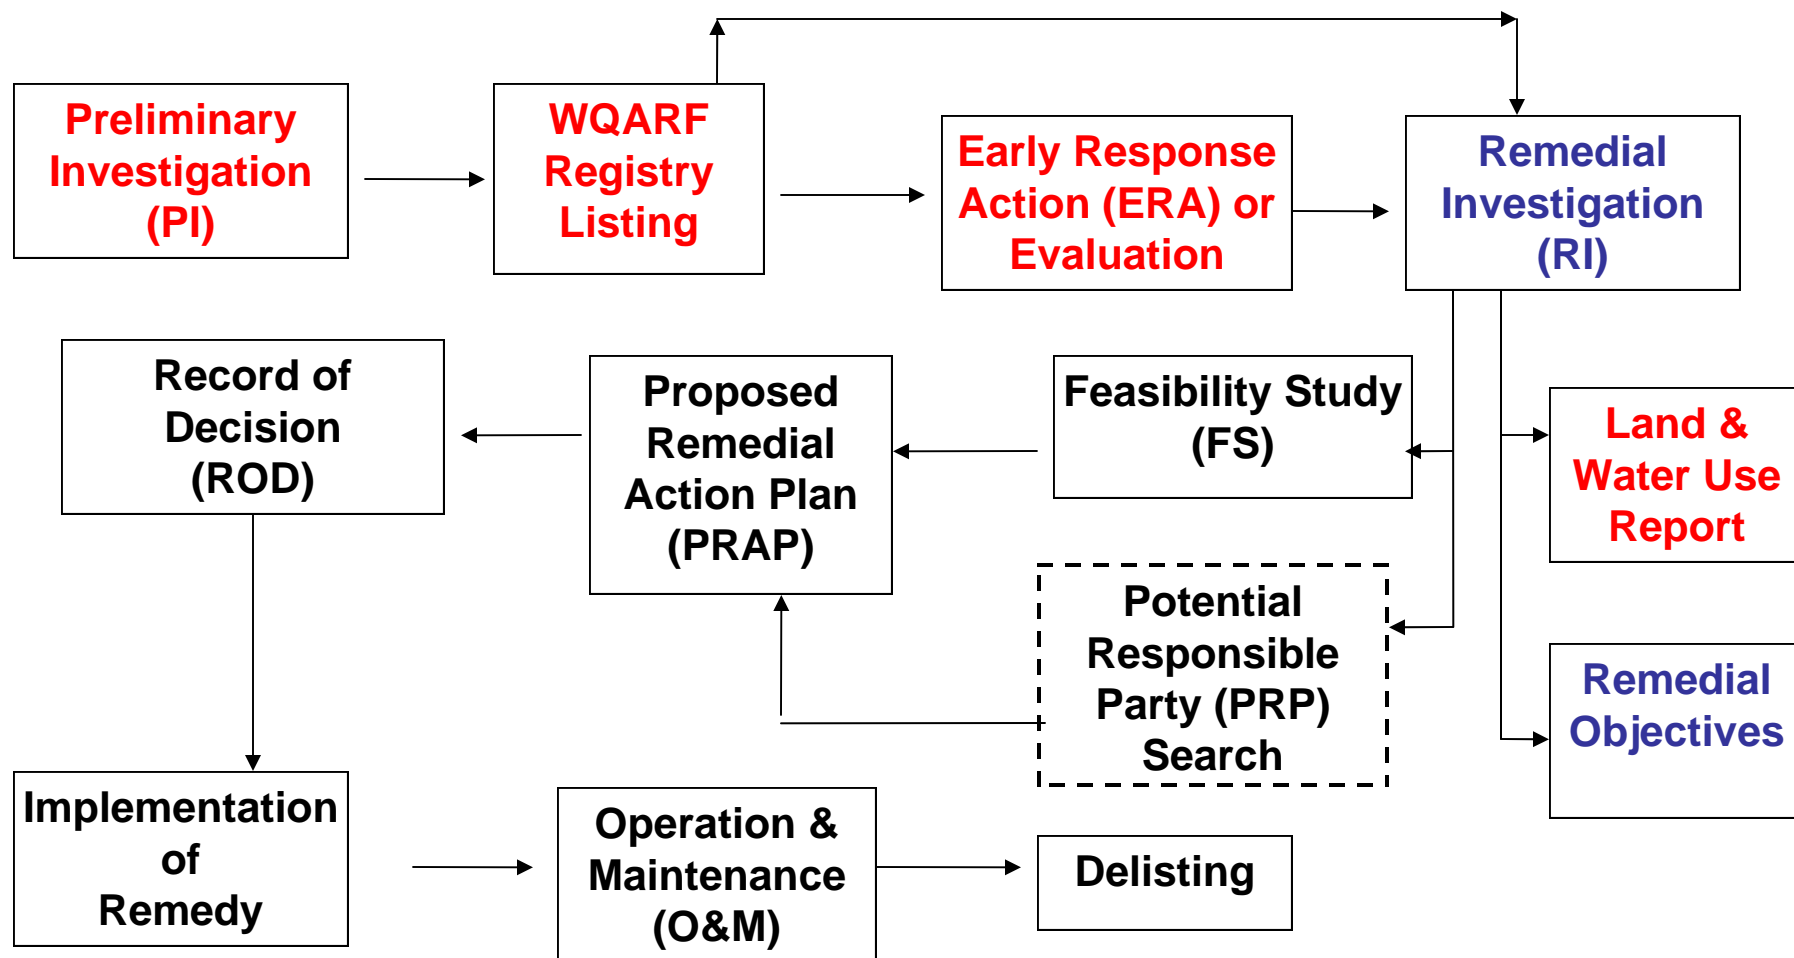 Preliminary
Investigation
(PI)
WQARF
Registry
Listing
Early Response
Action (ERA) or
Evaluation
Remedial
Investigation
(RI)
Record of
Decision
(ROD)
Proposed
Remedial
Action Plan
(PRAP)
Feasibility Study
(FS)
Land &
Water Use
Report
Potential
Responsible
Party (PRP)
Search
Remedial
Objectives
Implementation
of
Remedy
Operation &
Maintenance
(O&M)
Delisting